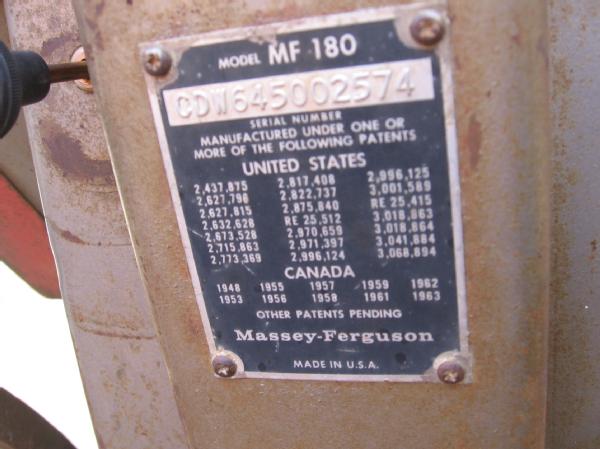 MODEL MF 180
CDW645002574
SERIAL NUMBER
MANUFACTURED UNDER ONE OR
MORE OF THE FOLLOWING PATENTS
UNITED STATES
2,437,875 2,817,408 2,996,125
2,627,796 2,822,737 3,001,589
2,627,815 2,875,840 RE 25,415
2,632,628 RE 25,512 3,018,863
2,673,528 2,970,659 3,018,864
2,715,863 2,971,397 3,041,884
2,773,369 2,996,124 3,068,894
CANADA
1948 1955 1957 1959 1962
1953 1956 1958 1961 1963
OTHER PATENTS PENDING
Massey-Ferguson
MADE IN U.S.A.